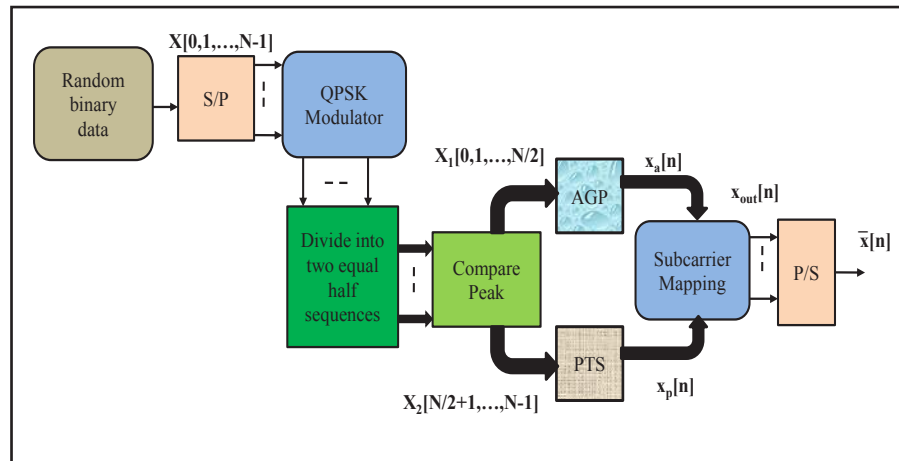 X[0,1,…,N-1]
Random
binary
data
S/P
QPSK
Modulator
X₁[0,1,…,N/2]
xₐ[n]
AGP
x_out[n]
Divide into
two equal
half
sequences
Compare
Peak
Subcarrier
Mapping
P/S
x̅[n]
PTS
X₂[N/2+1,…,N-1]
xₚ[n]